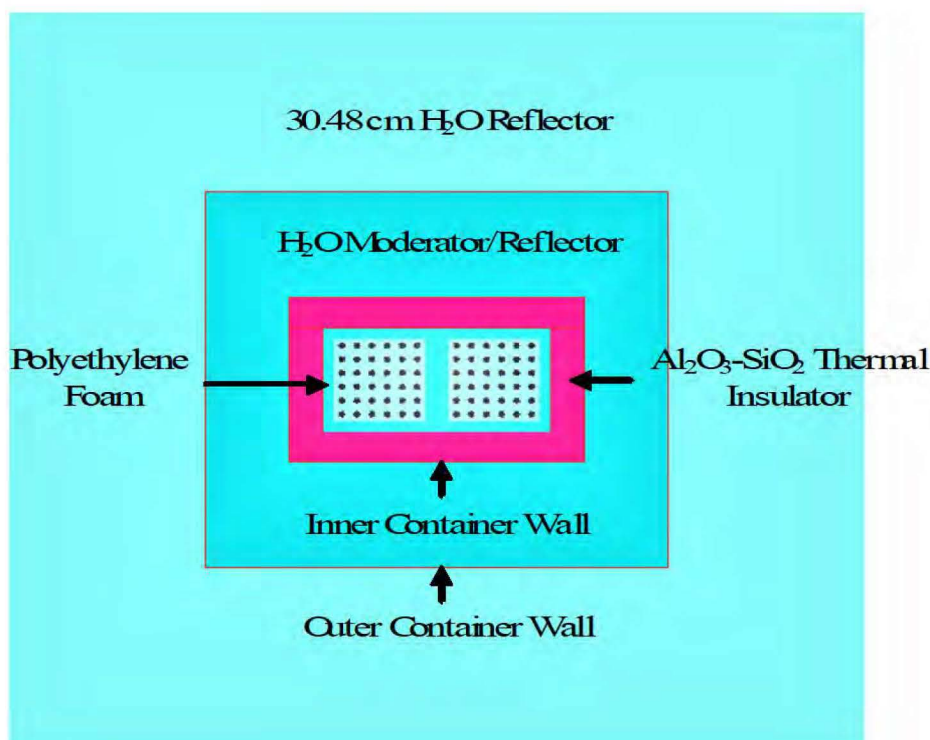 30.48 cm H₂O Reflector
H₂O Moderator/Reflector
Polyethylene
Foam
Al₂O₃-SiO₂ Thermal
Insulator
Inner Container Wall
Outer Container Wall